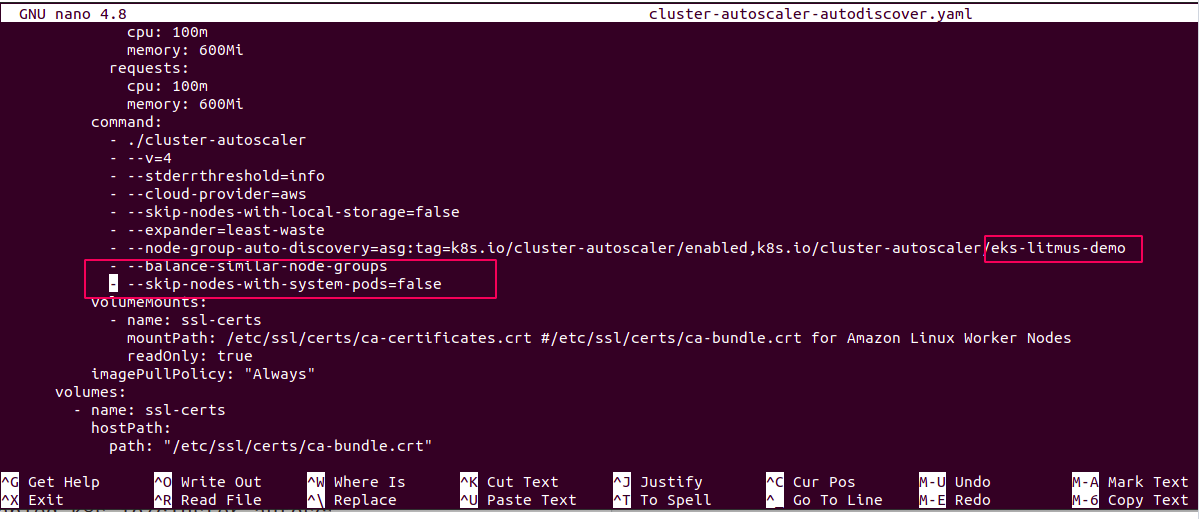 GNU nano 4.8 cluster-autoscaler-autodiscover.yaml
cpu: 100m
memory: 600Mi
requests:
cpu: 100m
memory: 600Mi
command:
- ./cluster-autoscaler
- --v=4
- --stderrthreshold=info
- --cloud-provider=aws
- --skip-nodes-with-local-storage=false
- --expander=least-waste
- --node-group-auto-discovery=asg:tag=k8s.io/cluster-autoscaler/enabled,k8s.io/cluster-autoscaler/eks-litmus-demo
- --balance-similar-node-groups
- --skip-nodes-with-system-pods=false
volumeMounts:
- name: ssl-certs
mountPath: /etc/ssl/certs/ca-certificates.crt #/etc/ssl/certs/ca-bundle.crt for Amazon Linux Worker Nodes
readOnly: true
imagePullPolicy: "Always"
volumes:
- name: ssl-certs
hostPath:
path: "/etc/ssl/certs/ca-bundle.crt"
^G Get Help ^O Write Out ^W Where Is ^K Cut Text ^J Justify ^C Cur Pos M-U Undo M-A Mark Text
^X Exit ^R Read File ^\ Replace ^U Paste Text ^T To Spell ^_ Go To Line M-E Redo M-6 Copy Text